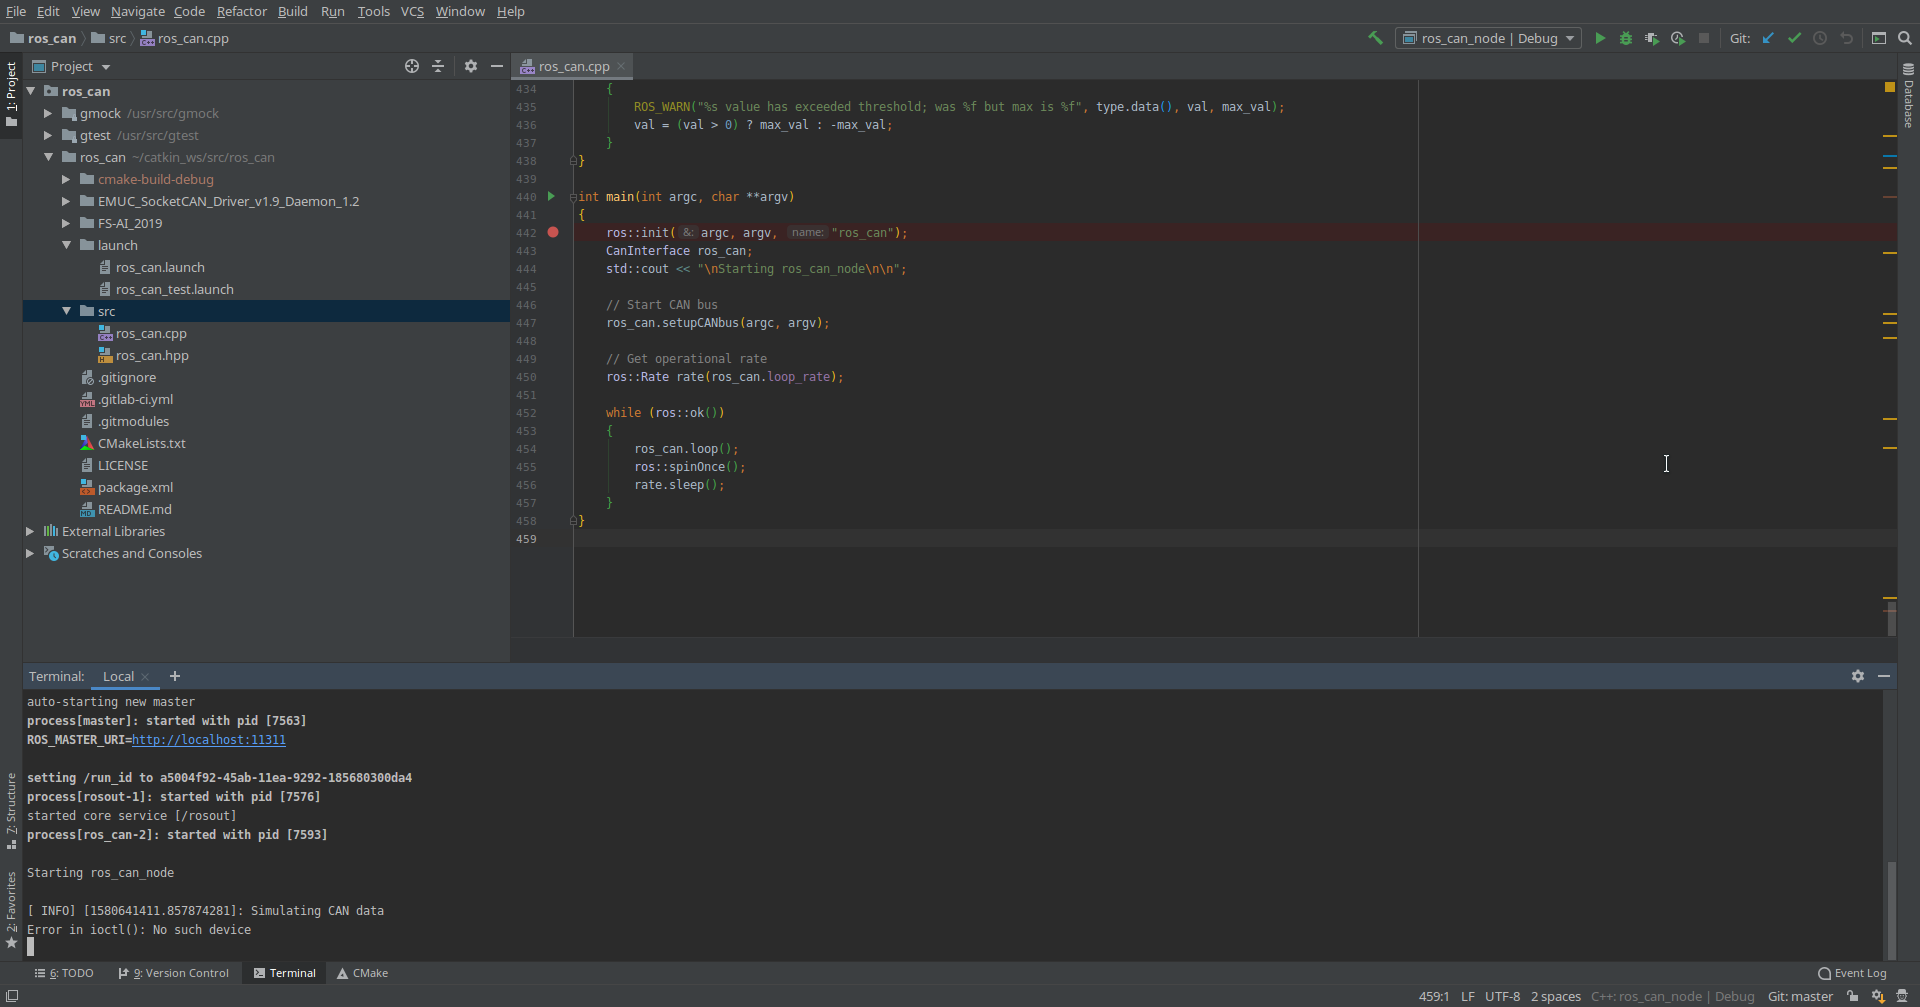 File Edit View Navigate Code Refactor Build Run Tools VCS Window Help
ros_can src ros_can.cpp
ros_can_node | Debug Git:
1: Project
Project
ros_can
gmock /usr/src/gmock
gtest /usr/src/gtest
ros_can ~/catkin_ws/src/ros_can
cmake-build-debug
EMUC_SocketCAN_Driver_v1.9_Daemon_1.2
FS-AI_2019
launch
ros_can.launch
ros_can_test.launch
src
ros_can.cpp
ros_can.hpp
.gitignore
.gitlab-ci.yml
.gitmodules
CMakeLists.txt
LICENSE
package.xml
README.md
External Libraries
Scratches and Consoles
ros_can.cpp
434 {
435 ROS_WARN("%s value has exceeded threshold; was %f but max is %f", type.data(), val, max_val);
436 val = (val > 0) ? max_val : -max_val;
437 }
438 }
439
440 int main(int argc, char **argv)
441 {
442 ros::init( &: argc, argv, name: "ros_can");
443 CanInterface ros_can;
444 std::cout << "\nStarting ros_can_node\n\n";
445
446 // Start CAN bus
447 ros_can.setupCANbus(argc, argv);
448
449 // Get operational rate
450 ros::Rate rate(ros_can.loop_rate);
451
452 while (ros::ok())
453 {
454 ros_can.loop();
455 ros::spinOnce();
456 rate.sleep();
457 }
458 }
459
Database
Terminal: Local
auto-starting new master
process[master]: started with pid [7563]
ROS_MASTER_URI=http://localhost:11311
setting /run_id to a5004f92-45ab-11ea-9292-185680300da4
process[rosout-1]: started with pid [7576]
started core service [/rosout]
process[ros_can-2]: started with pid [7593]
Starting ros_can_node
[ INFO] [1580641411.857874281]: Simulating CAN data
Error in ioctl(): No such device
7: Structure
2: Favorites
6: TODO 9: Version Control Terminal CMake Event Log
459:1 LF UTF-8 2 spaces C++: ros_can_node | Debug Git: master